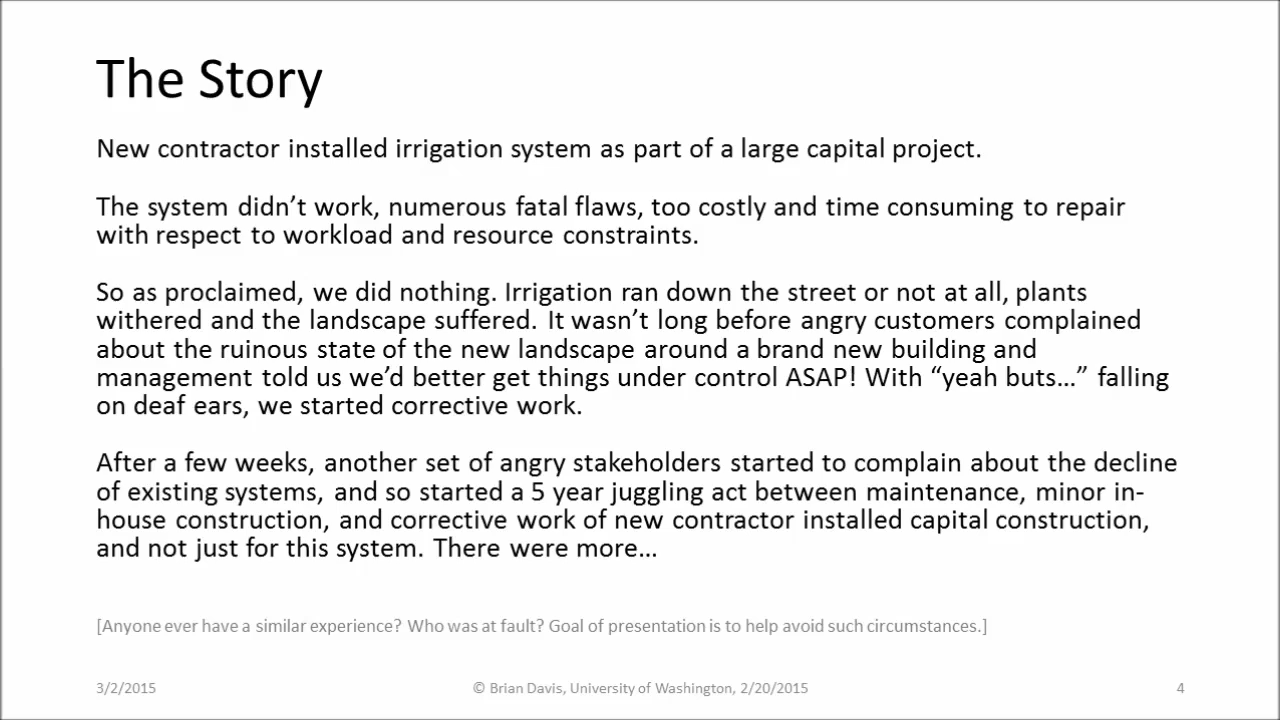 The Story
New contractor installed irrigation system as part of a large capital project.
The system didn’t work, numerous fatal flaws, too costly and time consuming to repair
with respect to workload and resource constraints.
So as proclaimed, we did nothing. Irrigation ran down the street or not at all, plants
withered and the landscape suffered. It wasn’t long before angry customers complained
about the ruinous state of the new landscape around a brand new building and
management told us we’d better get things under control ASAP! With “yeah buts…” falling
on deaf ears, we started corrective work.
After a few weeks, another set of angry stakeholders started to complain about the decline
of existing systems, and so started a 5 year juggling act between maintenance, minor in-
house construction, and corrective work of new contractor installed capital construction,
and not just for this system. There were more…
[Anyone ever have a similar experience? Who was at fault? Goal of presentation is to help avoid such circumstances.]
3/2/2015
© Brian Davis, University of Washington, 2/20/2015
4